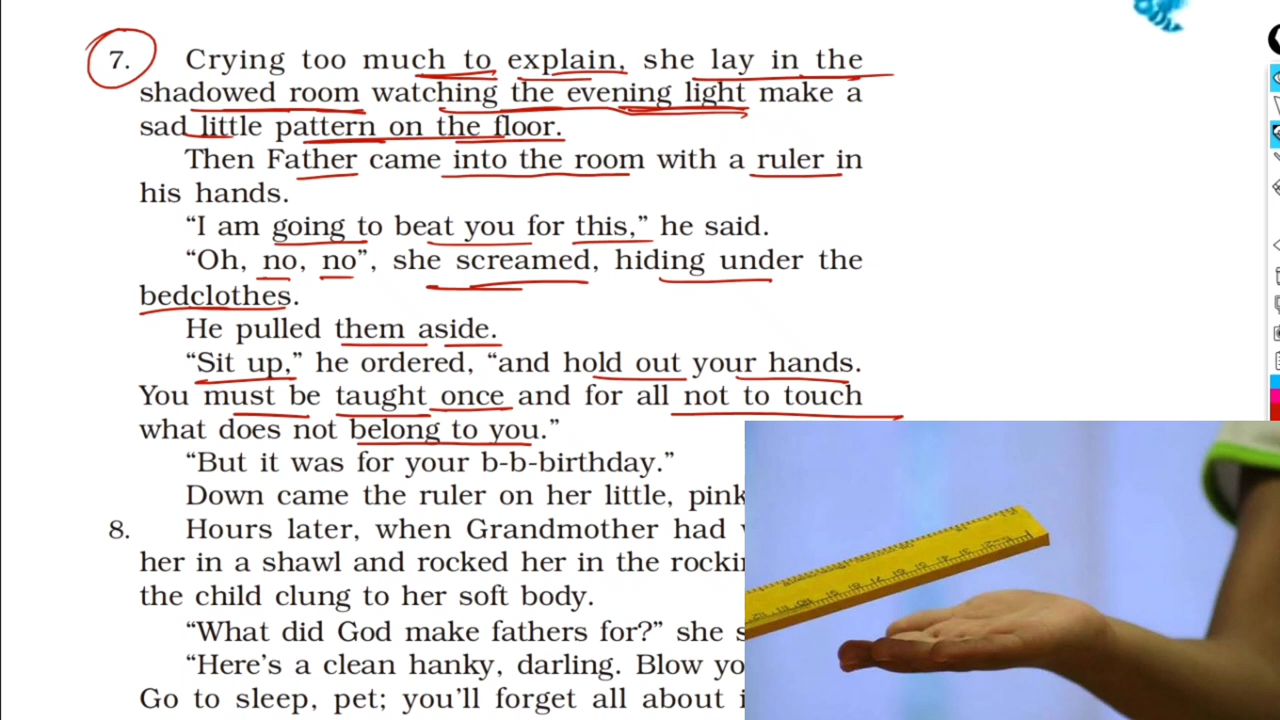 7. Crying too much to explain, she lay in the
shadowed room watching the evening light make a
sad little pattern on the floor.
Then Father came into the room with a ruler in
his hands.
“I am going to beat you for this,” he said.
“Oh, no, no”, she screamed, hiding under the
bedclothes.
He pulled them aside.
“Sit up,” he ordered, “and hold out your hands.
You must be taught once and for all not to touch
what does not belong to you.”
“But it was for your b-b-birthday.”
Down came the ruler on her little, pink
8. Hours later, when Grandmother had
her in a shawl and rocked her in the
the child clung to her soft body.
“What did God make fathers for?” she
“Here’s a clean hanky, darling. Blow
Go to sleep, pet; you’ll forget all about